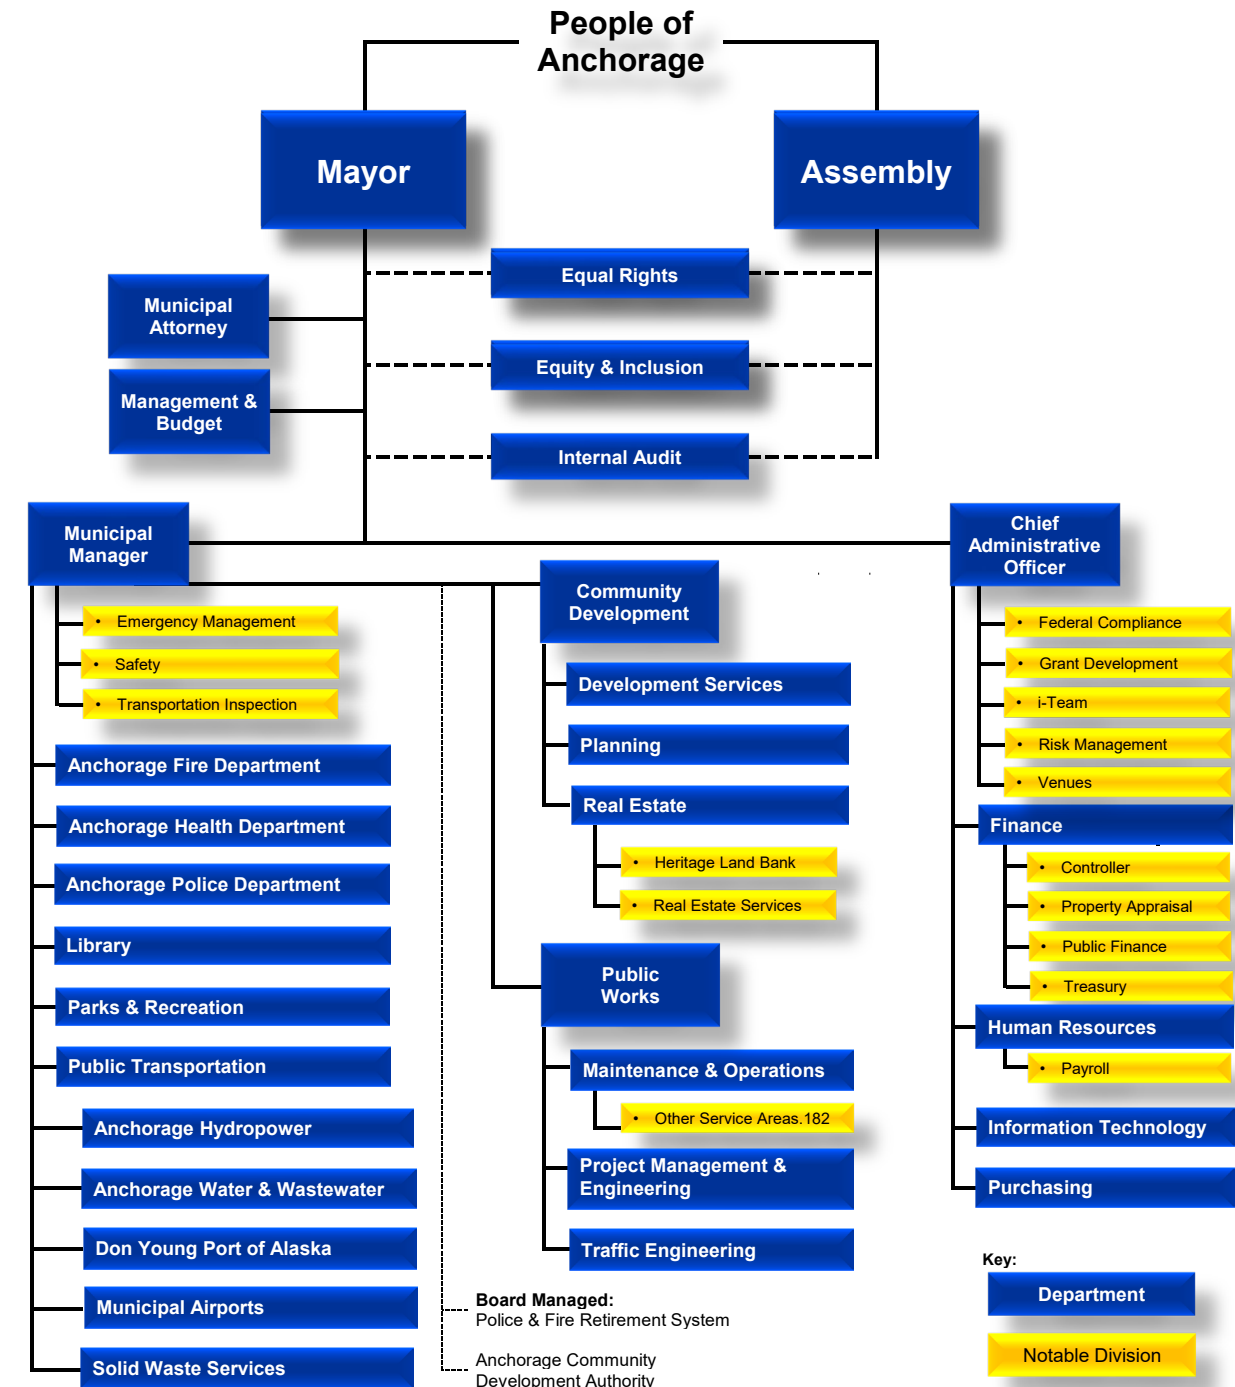 People of
Anchorage
Mayor
Assembly
Equal Rights
Municipal
Attorney
Equity & Inclusion
Management &
Budget
Internal Audit
Municipal
Manager
Chief
Administrative
Officer
• Emergency Management
• Safety
• Transportation Inspection
Anchorage Fire Department
Anchorage Health Department
Anchorage Police Department
Library
Parks & Recreation
Public Transportation
Anchorage Hydropower
Anchorage Water & Wastewater
Don Young Port of Alaska
Municipal Airports
Solid Waste Services
Community
Development
Development Services
Planning
Real Estate
• Heritage Land Bank
• Real Estate Services
Public
Works
Maintenance & Operations
• Other Service Areas.182
Project Management &
Engineering
Traffic Engineering
Board Managed:
Police & Fire Retirement System
Anchorage Community
Development Authority
• Federal Compliance
• Grant Development
• i-Team
• Risk Management
• Venues
Finance
• Controller
• Property Appraisal
• Public Finance
• Treasury
Human Resources
• Payroll
Information Technology
Purchasing
Key:
Department
Notable Division